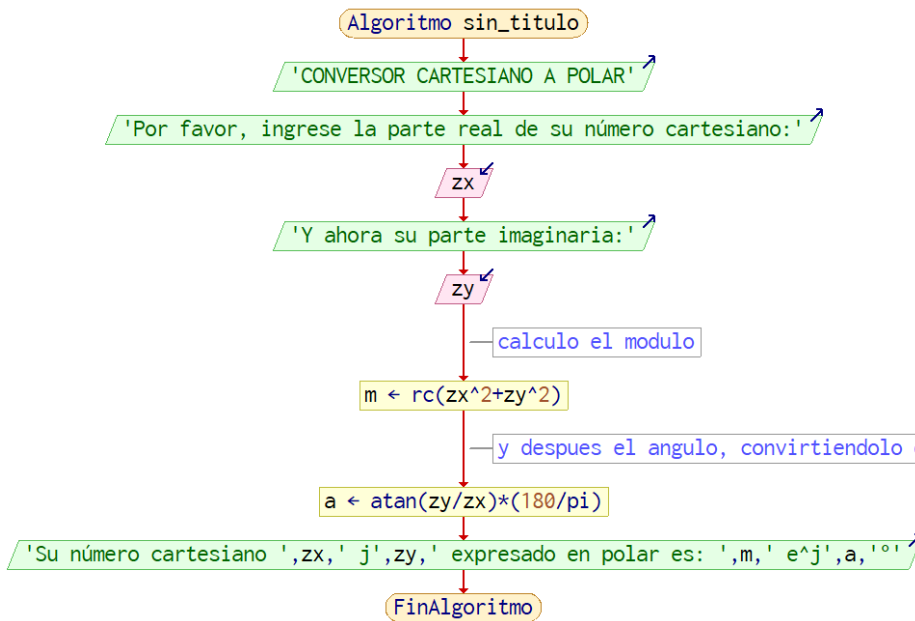 Algoritmo sin_titulo
'CONVERSOR CARTESIANO A POLAR'
'Por favor, ingrese la parte real de su número cartesiano:'
zx
'Y ahora su parte imaginaria:'
zy
calculo el modulo
m ← rc(zx^2+zy^2)
y despues el angulo, convirtiendolo
a ← atan(zy/zx)*(180/pi)
'Su número cartesiano ',zx,' j',zy,' expresado en polar es: ',m,' e^j',a,'º'
FinAlgoritmo